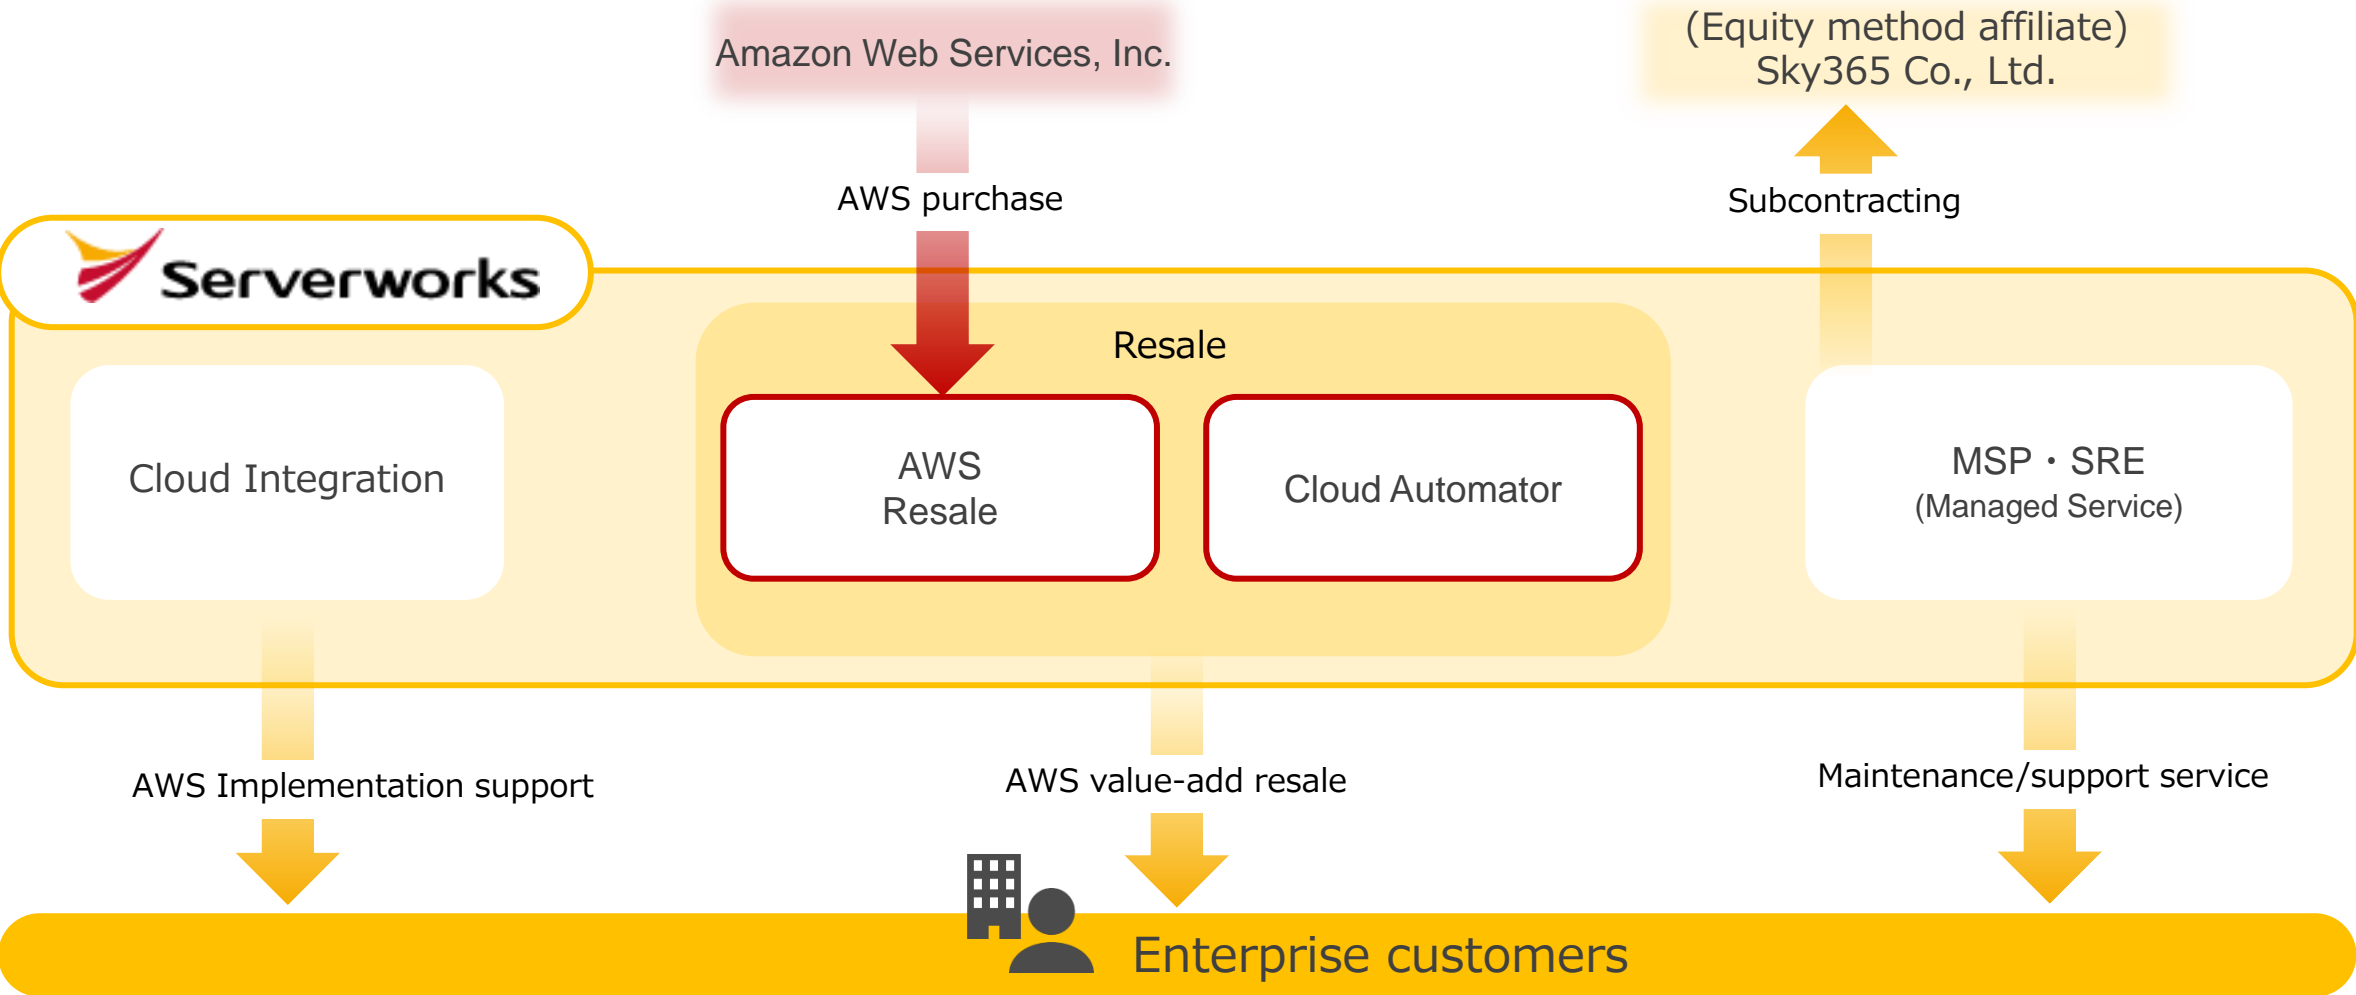 Amazon Web Services, Inc.
(Equity method affiliate)
Sky365 Co., Ltd.
AWS purchase
Subcontracting
Serverworks
Resale
Cloud Integration
AWS
Resale
Cloud Automator
MSP・SRE
(Managed Service)
AWS Implementation support
AWS value-add resale
Maintenance/support service
Enterprise customers